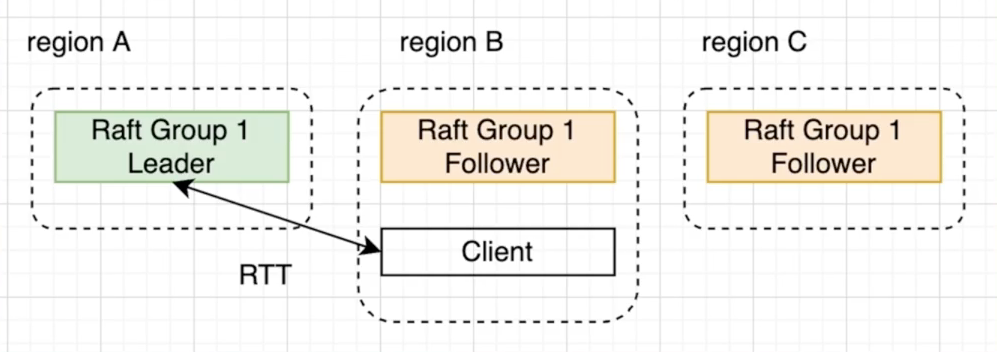 region A
region B
region C
Raft Group 1
Leader
Raft Group 1
Follower
Raft Group 1
Follower
Client
RTT